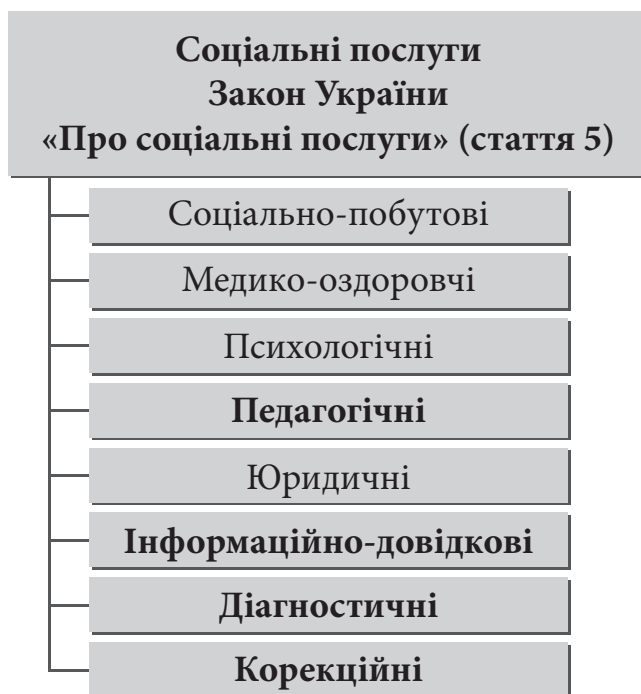 Соціальні послуги
Закон України
«Про соціальні послуги» (стаття 5)
Соціально-побутові
Медико-оздоровчі
Психологічні
Педагогічні
Юридичні
Інформаційно-довідкові
Діагностичні
Корекційні